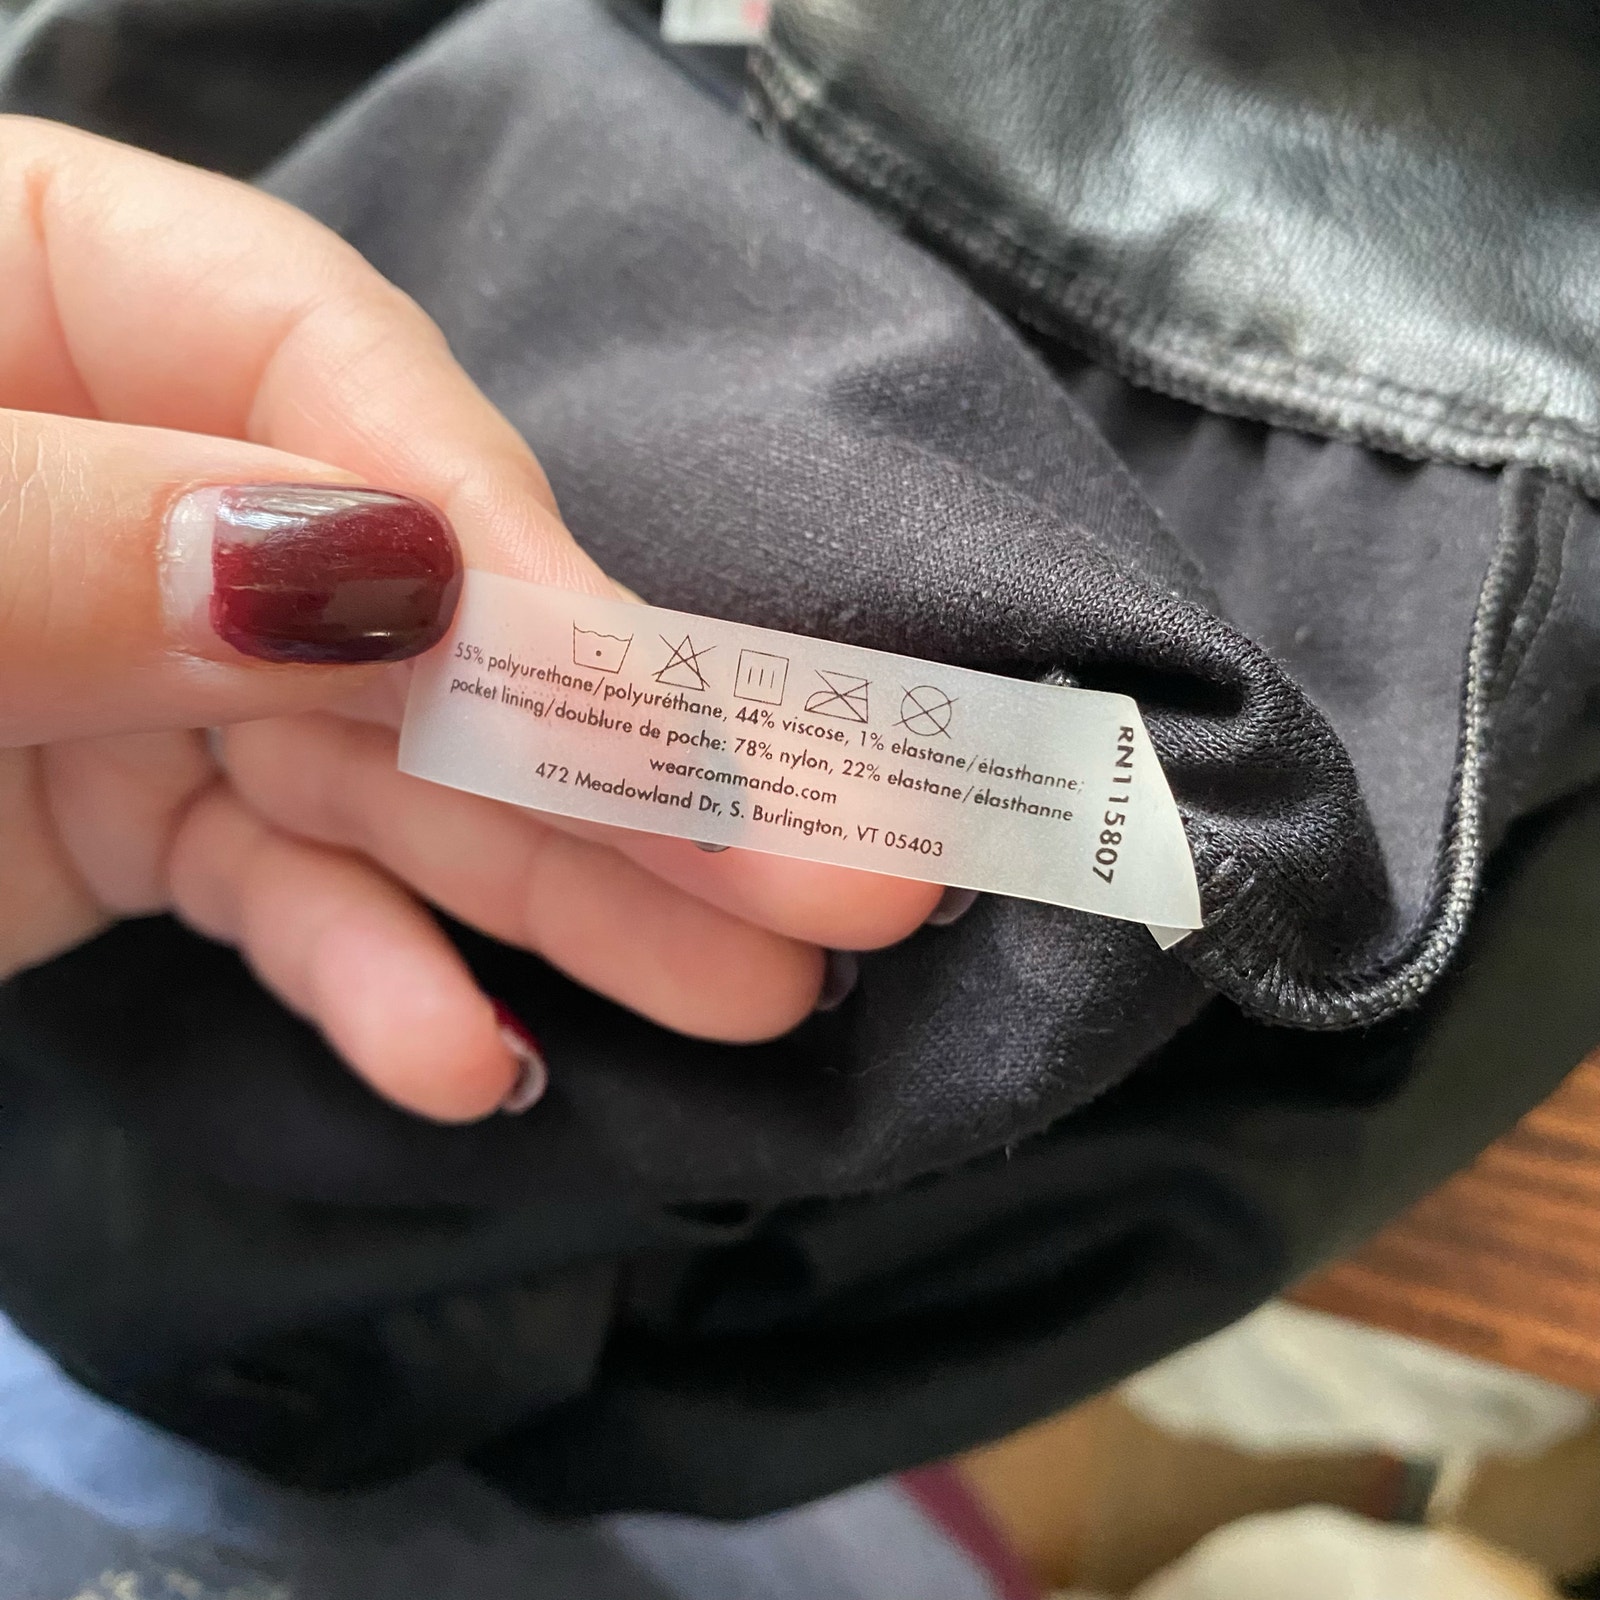 55% polyurethane/polyuréthane, 44% viscose, 1% elastane/élasthanne;
pocket lining/doublure de poche: 78% nylon, 22% elastane/élasthanne
wearcommando.com
472 Meadowland Dr, S. Burlington, VT 05403
RN115807